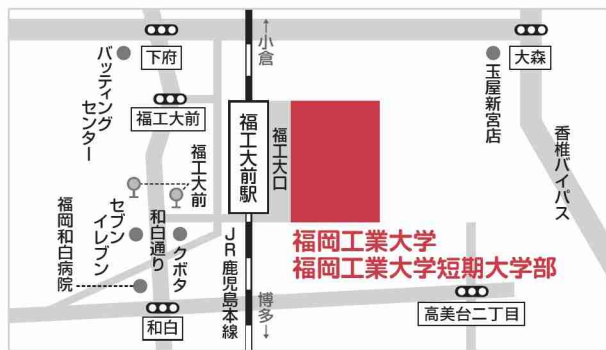 ←小倉
下府
大森
バッティング
センター
玉屋新宮店
福工大前
福工大前駅
福工大口
香椎バイパス
福工大前
福岡和白病院
セブン
イレブン
和白通り
クボタ
JR鹿児島本線
福岡工業大学
福岡工業大学短期大学部
博多→
和白
高美台二丁目